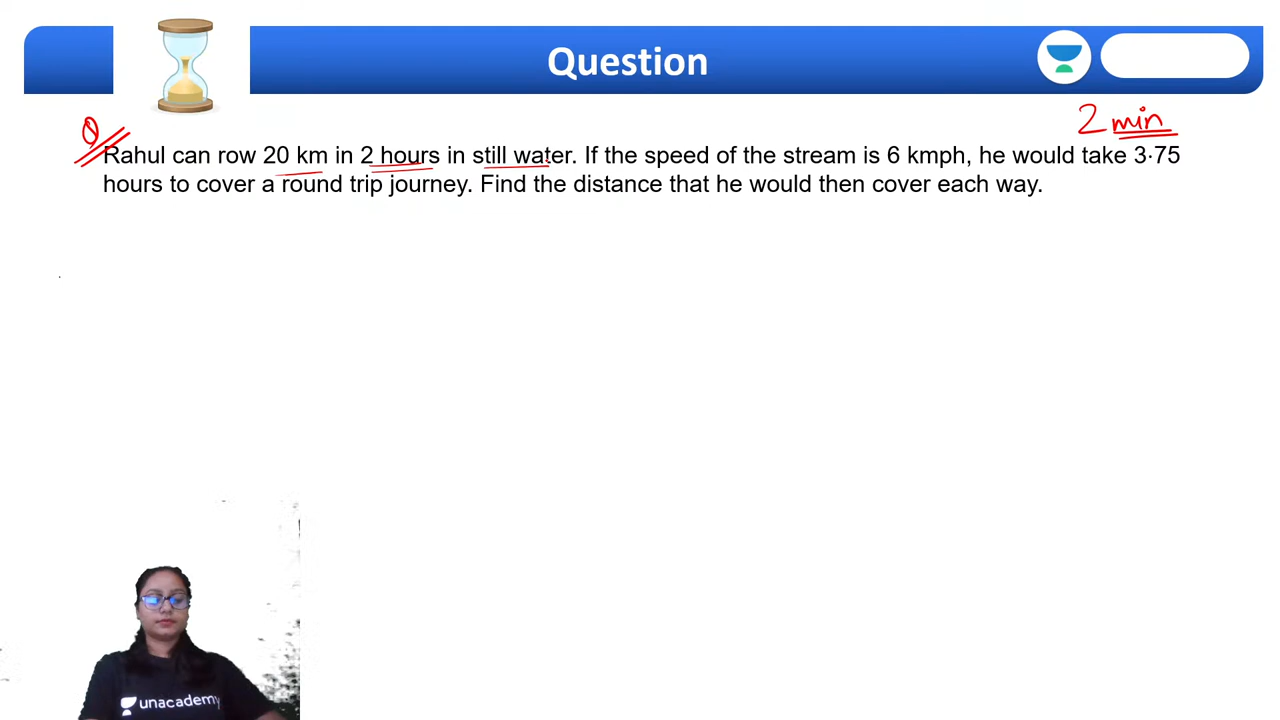 Question
2 min
Q
Rahul can row 20 km in 2 hours in still water. If the speed of the stream is 6 kmph, he would take 3·75
hours to cover a round trip journey. Find the distance that he would then cover each way.
unacademy